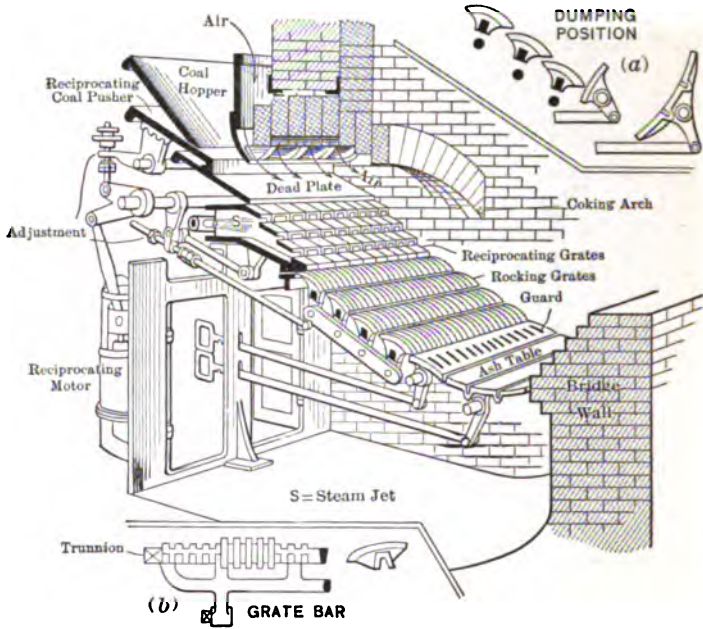 DUMPING
POSITION
(a)
Air
Coal
Hopper
Reciprocating
Coal Pusher
Air
Dead Plate
Coking Arch
S
Adjustment
Reciprocating Grates
Rocking Grates
Guard
Ash Table
Reciprocating
Motor
Bridge
Wall
S=Steam Jet
Trunnion
(b)
GRATE BAR